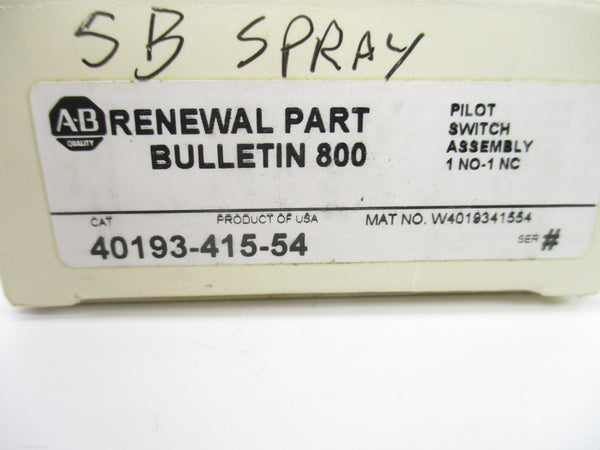 SB SPRAY
A-B QUALITY RENEWAL PART
BULLETIN 800
PILOT
SWITCH
ASSEMBLY
1 NO-1 NC
CAT PRODUCT OF USA MAT NO. W4019341554
40193-415-54 SER #